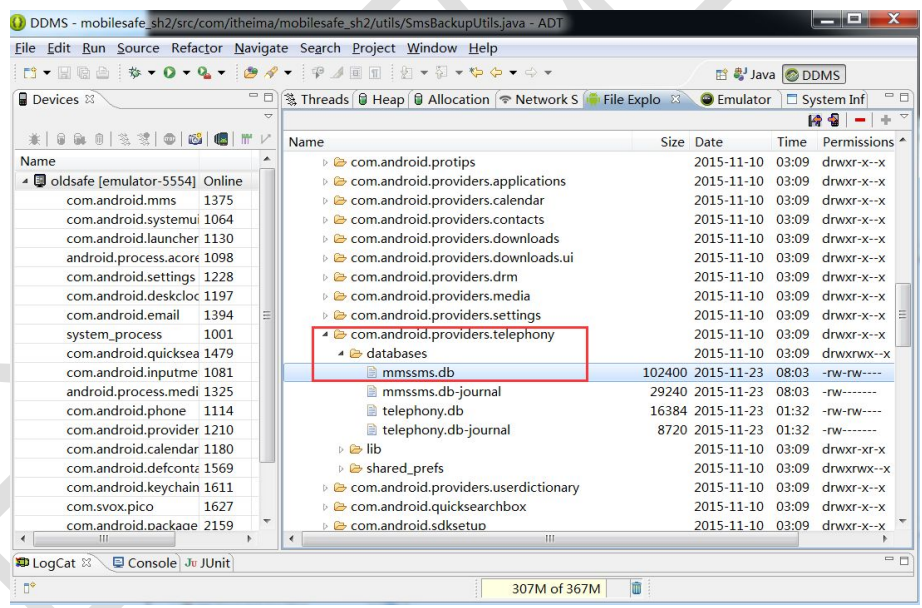 DDMS - mobilesafe_sh2/src/com/itheima/mobilesafe_sh2/utils/SmsBackupUtils.java - ADT
File Edit Run Source Refactor Navigate Search Project Window Help
Java DDMS
Devices
Threads Heap Allocation Network S File Explo Emulator System Inf
Name
oldsafe [emulator-5554] Online
com.android.mms 1375
com.android.systemui 1064
com.android.launcher 1130
android.process.acore 1098
com.android.settings 1228
com.android.deskcloc 1197
com.android.email 1394
system_process 1001
com.android.quicksea 1479
com.android.inputme 1081
android.process.medi 1325
com.android.phone 1114
com.android.provider 1210
com.android.calendar 1180
com.android.defconta 1569
com.android.keychain 1611
com.svox.pico 1627
com.android.package 2159
Name Size Date Time Permissions
com.android.protips 2015-11-10 03:09 drwxr-x--x
com.android.providers.applications 2015-11-10 03:09 drwxr-x--x
com.android.providers.calendar 2015-11-10 03:09 drwxr-x--x
com.android.providers.contacts 2015-11-10 03:09 drwxr-x--x
com.android.providers.downloads 2015-11-10 03:09 drwxr-x--x
com.android.providers.downloads.ui 2015-11-10 03:09 drwxr-x--x
com.android.providers.drm 2015-11-10 03:09 drwxr-x--x
com.android.providers.media 2015-11-10 03:09 drwxr-x--x
com.android.providers.settings 2015-11-10 03:09 drwxr-x--x
com.android.providers.telephony 2015-11-10 03:09 drwxr-x--x
databases 2015-11-10 03:09 drwxrwx--x
mmssms.db 102400 2015-11-23 08:03 -rw-rw----
mmssms.db-journal 29240 2015-11-23 08:03 -rw-------
telephony.db 16384 2015-11-23 01:32 -rw-rw----
telephony.db-journal 8720 2015-11-23 01:32 -rw-------
lib 2015-11-10 03:09 drwxr-xr-x
shared_prefs 2015-11-10 03:09 drwxrwx--x
com.android.providers.userdictionary 2015-11-10 03:09 drwxr-x--x
com.android.quicksearchbox 2015-11-10 03:09 drwxr-x--x
com.android.sdksetup 2015-11-10 03:09 drwxr-x--x
LogCat Console JUnit
307M of 367M